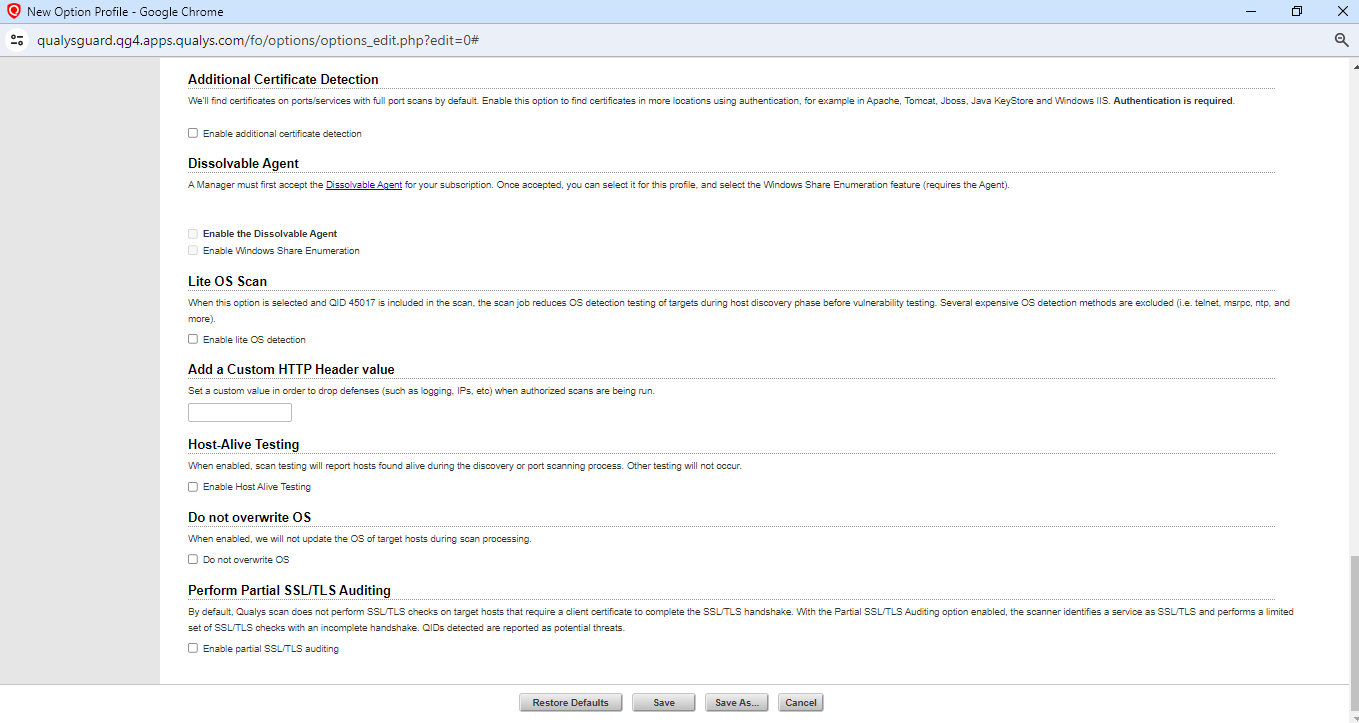 New Option Profile - Google Chrome
qualysguard.qg4.apps.qualys.com/fo/options/options_edit.php?edit=0#
Additional Certificate Detection
We'll find certificates on ports/services with full port scans by default. Enable this option to find certificates in more locations using authentication, for example in Apache, Tomcat, Jboss, Java KeyStore and Windows IIS. Authentication is required.
Enable additional certificate detection
Dissolvable Agent
A Manager must first accept the Dissolvable Agent for your subscription. Once accepted, you can select it for this profile, and select the Windows Share Enumeration feature (requires the Agent).
Enable the Dissolvable Agent
Enable Windows Share Enumeration
Lite OS Scan
When this option is selected and QID 45017 is included in the scan, the scan job reduces OS detection testing of targets during host discovery phase before vulnerability testing. Several expensive OS detection methods are excluded (i.e. telnet, msrpc, ntp, and
more).
Enable lite OS detection
Add a Custom HTTP Header value
Set a custom value in order to drop defenses (such as logging, IPs, etc) when authorized scans are being run.
Host-Alive Testing
When enabled, scan testing will report hosts found alive during the discovery or port scanning process. Other testing will not occur.
Enable Host Alive Testing
Do not overwrite OS
When enabled, we will not update the OS of target hosts during scan processing.
Do not overwrite OS
Perform Partial SSL/TLS Auditing
By default, Qualys scan does not perform SSL/TLS checks on target hosts that require a client certificate to complete the SSL/TLS handshake. With the Partial SSL/TLS Auditing option enabled, the scanner identifies a service as SSL/TLS and performs a limited
set of SSL/TLS checks with an incomplete handshake. QIDs detected are reported as potential threats.
Enable partial SSL/TLS auditing
Restore Defaults Save Save As... Cancel